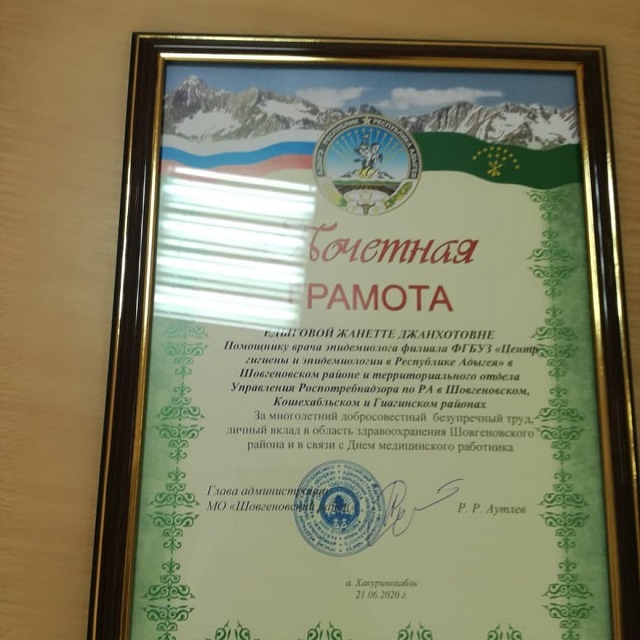 Почетная
ГРАМОТА
ЕЛЫГОВОЙ ЖАНЕТТЕ ДЖАНХОТОВНЕ
Помощнику врача эпидемиолога филиала ФГБУЗ «Центр
гигиены и эпидемиологии в Республике Адыгея» в
Шовгеновском районе и территориального отдела
Управления Роспотребнадзора по РА в Шовгеновском,
Кошехабльском и Гиагинском районах
За многолетний добросовестный безупречный труд,
личный вклад в область здравоохранения Шовгеновского
района и в связи с Днем медицинского работника
Глава администрации
МО «Шовгеновский район»
Р. Р. Аутлев
а. Хакуринохабль
21.06.2020 г.